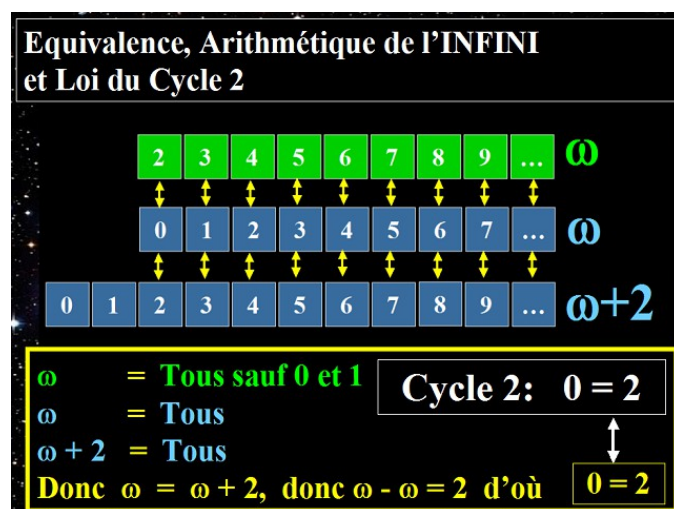 Equivalence, Arithmétique de l’INFINI
et Loi du Cycle 2
2 3 4 5 6 7 8 9 ... ω
0 1 2 3 4 5 6 7 ... ω
0 1 2 3 4 5 6 7 8 9 ... ω+2
ω = Tous sauf 0 et 1
Cycle 2: 0 = 2
ω = Tous
ω + 2 = Tous
Donc ω = ω + 2, donc ω - ω = 2 d’où 0 = 2